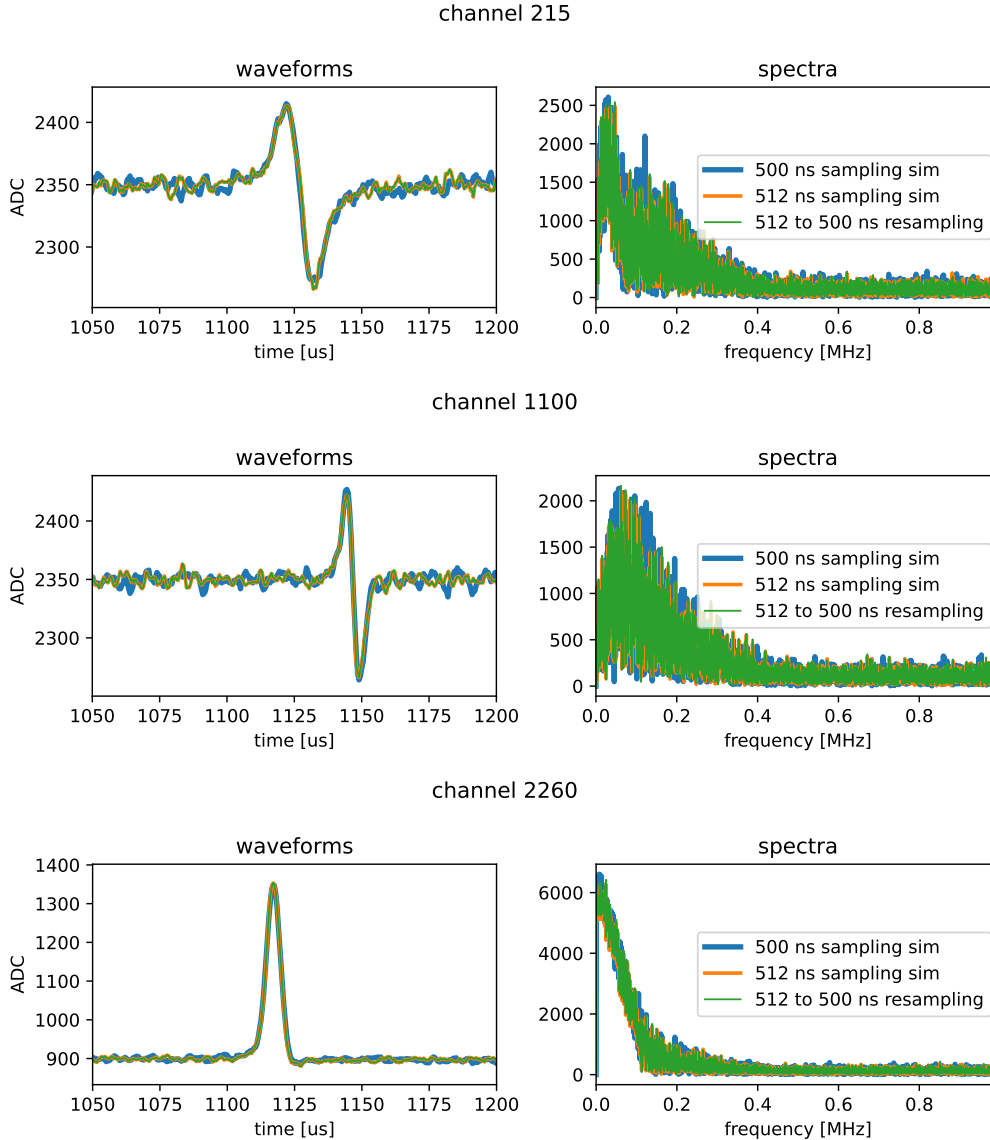 channel 215
waveforms
ADC
2400
2350
2300
1050 1075 1100 1125 1150 1175 1200
time [us]
spectra
2500
2000
1500
1000
500
0
500 ns sampling sim
512 ns sampling sim
512 to 500 ns resampling
0.0 0.2 0.4 0.6 0.8
frequency [MHz]
channel 1100
waveforms
ADC
2400
2350
2300
1050 1075 1100 1125 1150 1175 1200
time [us]
spectra
2000
1500
1000
500
0
500 ns sampling sim
512 ns sampling sim
512 to 500 ns resampling
0.0 0.2 0.4 0.6 0.8
frequency [MHz]
channel 2260
waveforms
ADC
1400
1300
1200
1100
1000
900
1050 1075 1100 1125 1150 1175 1200
time [us]
spectra
6000
4000
2000
0
500 ns sampling sim
512 ns sampling sim
512 to 500 ns resampling
0.0 0.2 0.4 0.6 0.8
frequency [MHz]